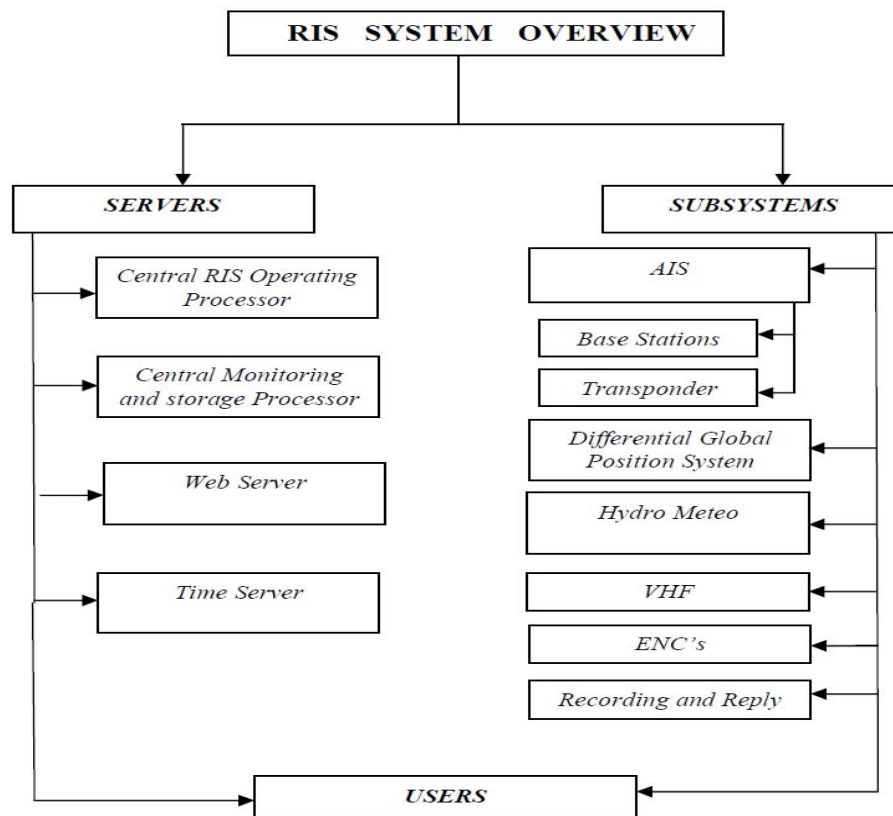 RIS SYSTEM OVERVIEW
SERVERS
Central RIS Operating
Processor
Central Monitoring
and storage Processor
Web Server
Time Server
SUBSYSTEMS
AIS
Base Stations
Transponder
Differential Global
Position System
Hydro Meteo
VHF
ENC's
Recording and Reply
USERS